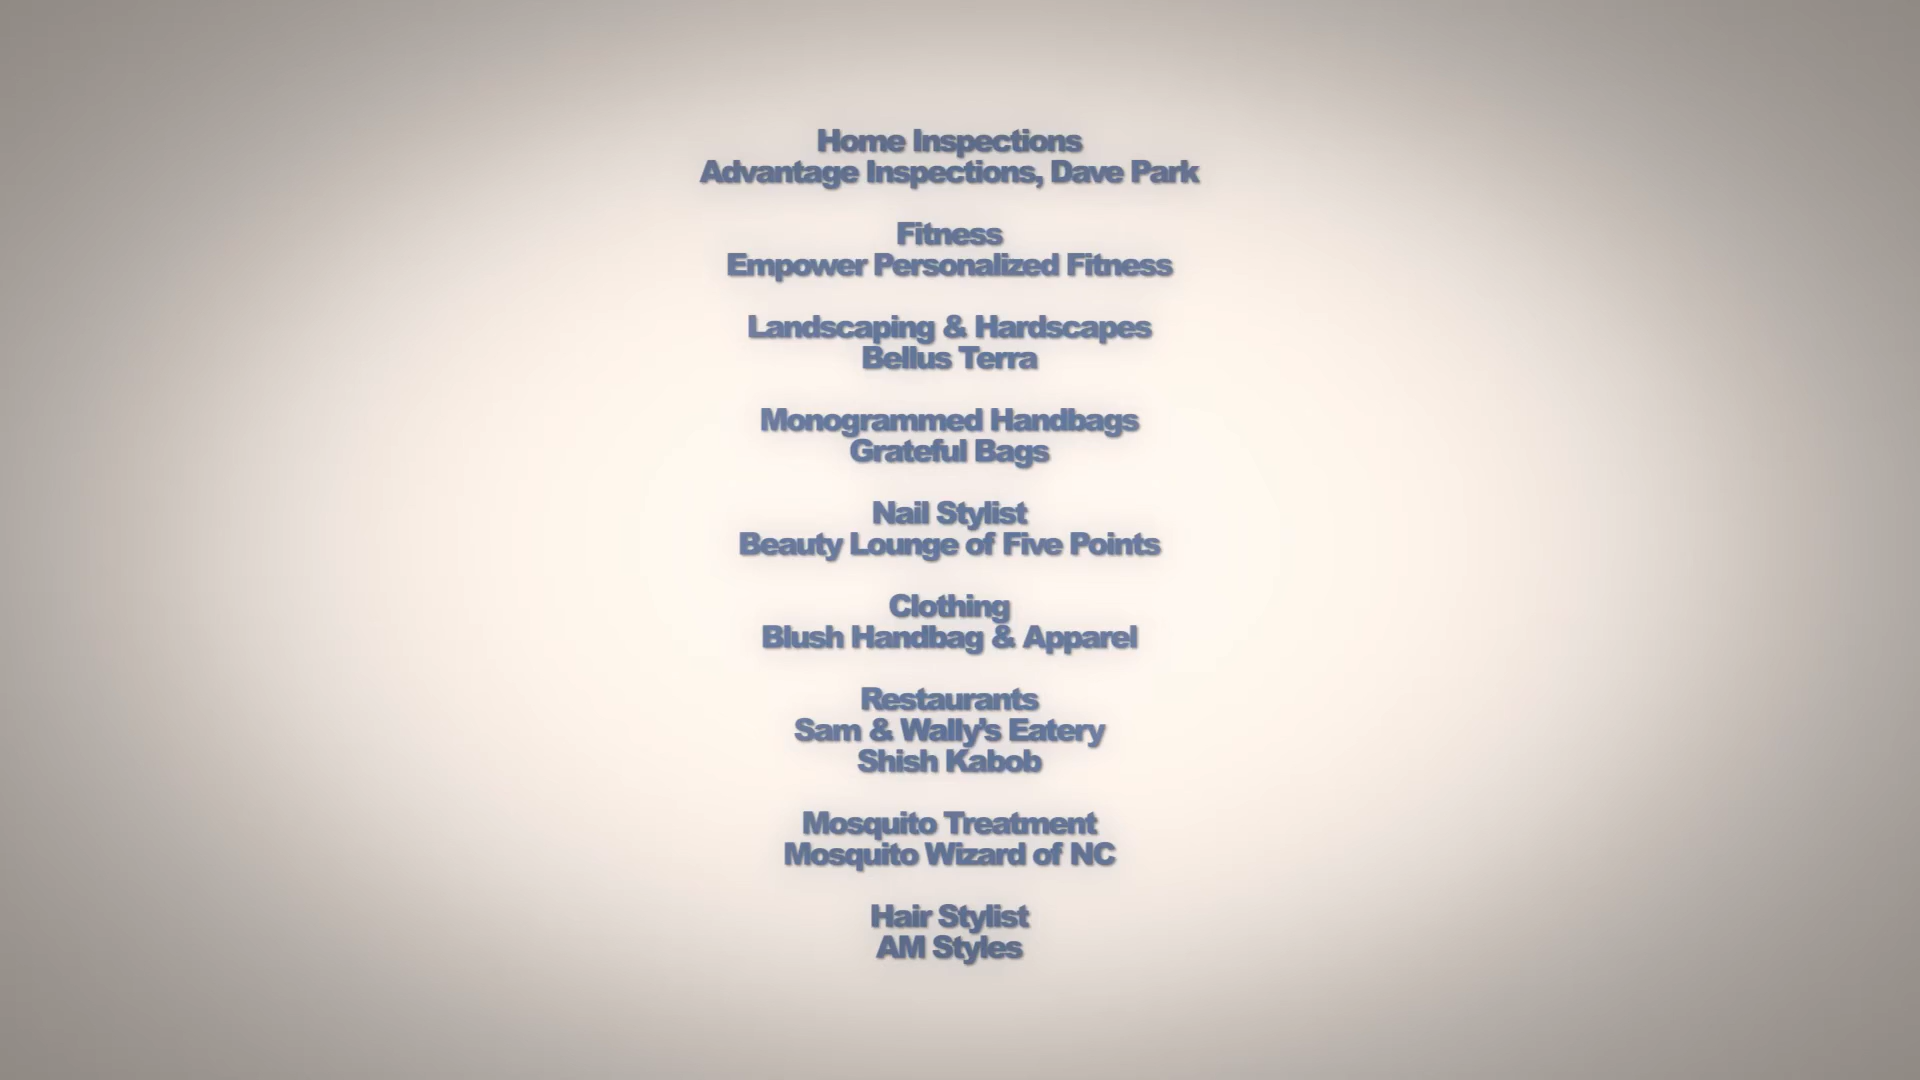 Home Inspections
Advantage Inspections, Dave Park
Fitness
Empower Personalized Fitness
Landscaping & Hardscapes
Bellus Terra
Monogrammed Handbags
Grateful Bags
Nail Stylist
Beauty Lounge of Five Points
Clothing
Blush Handbag & Apparel
Restaurants
Sam & Wally's Eatery
Shish Kabob
Mosquito Treatment
Mosquito Wizard of NC
Hair Stylist
AM Styles